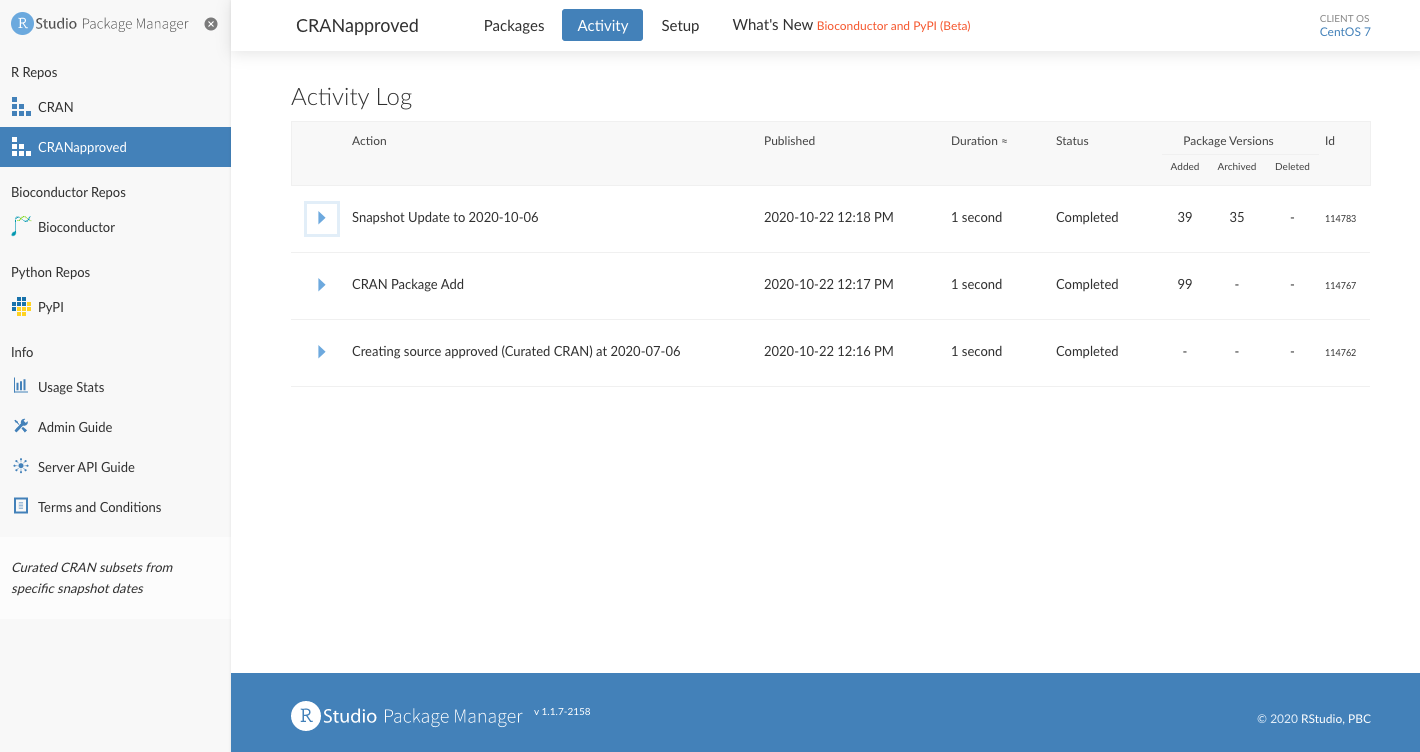 R Studio Package Manager
R Repos
CRAN
CRANapproved
Bioconductor Repos
Bioconductor
Python Repos
PyPI
Info
Usage Stats
Admin Guide
Server API Guide
Terms and Conditions
Curated CRAN subsets from
specific snapshot dates
CRANapproved Packages Activity Setup What's New Bioconductor and PyPI (Beta)
CLIENT OS
CentOS 7
Activity Log
Action Published Duration ≈ Status Package Versions Id
Added Archived Deleted
Snapshot Update to 2020-10-06 2020-10-22 12:18 PM 1 second Completed 39 35 - 114783
CRAN Package Add 2020-10-22 12:17 PM 1 second Completed 99 - - 114767
Creating source approved (Curated CRAN) at 2020-07-06 2020-10-22 12:16 PM 1 second Completed - - - 114762
R Studio Package Manager v 1.1.7-2158
© 2020 RStudio, PBC